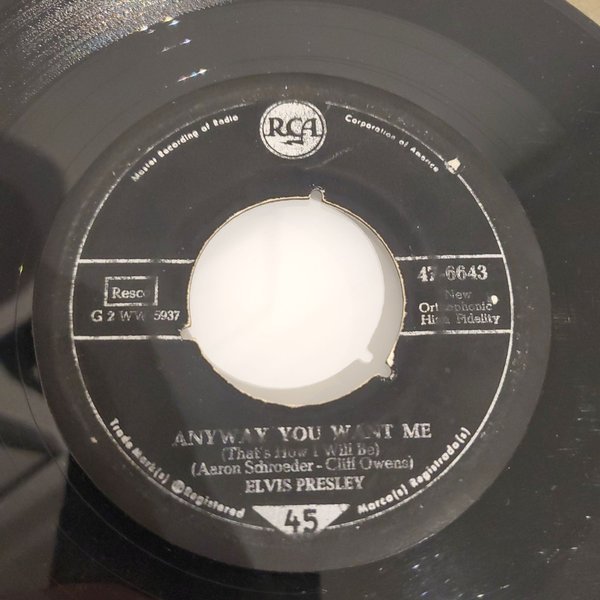 Master Recording of Radio Corporation of America
RCA
47-6643
Resco
New
G 2 WW 5937
Orthophonic
High Fidelity
ANYWAY YOU WANT ME
(That's How I Will Be)
(Aaron Schroeder - Cliff Owens)
ELVIS PRESLEY
Trade Mark(s) ® Registered
Marca(s) Registrada(s)
45